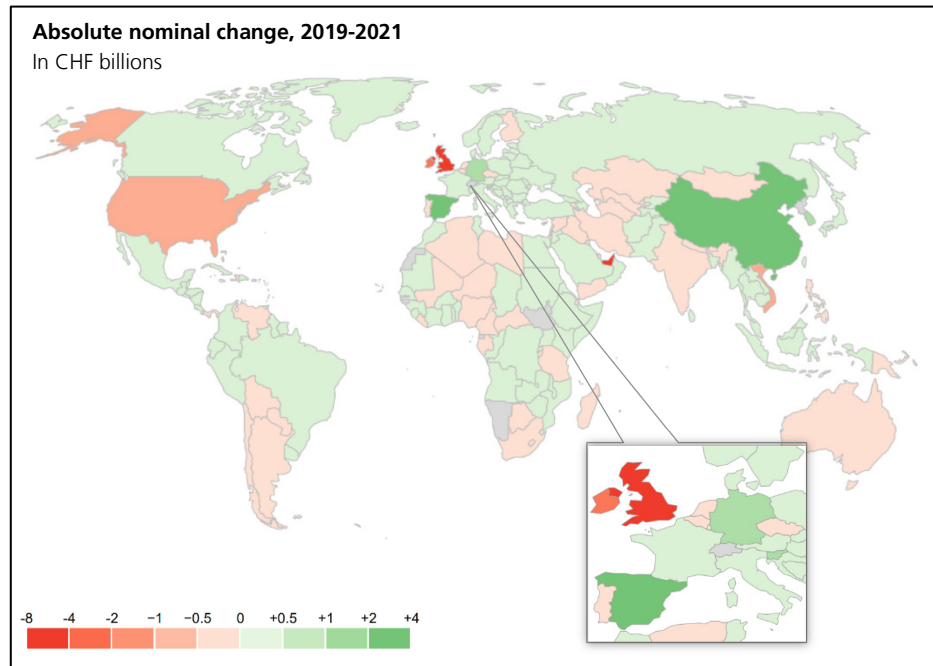 Absolute nominal change, 2019-2021
In CHF billions
-8 -4 -2 -1 −0.5 0 +0.5 +1 +2 +4